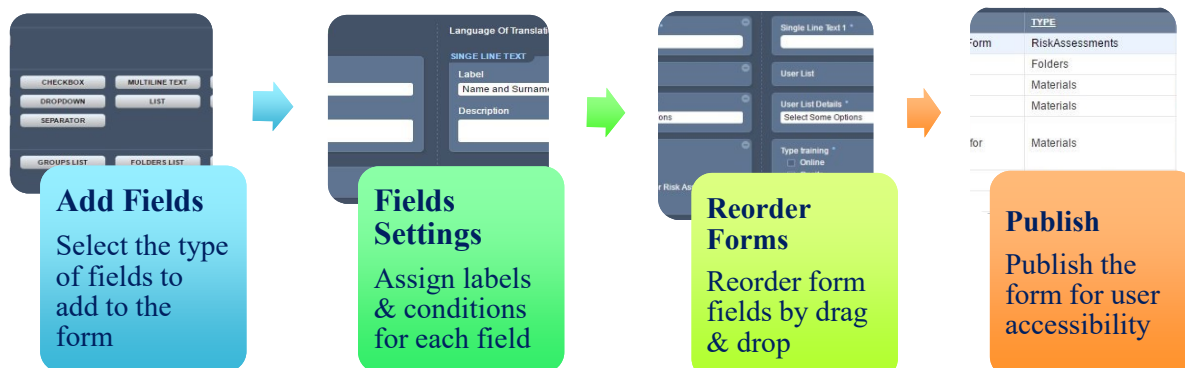 CHECKBOX
MULTILINE TEXT
DROPDOWN
LIST
SEPARATOR
GROUPS LIST
FOLDERS LIST
Add Fields
Select the type
of fields to
add to the
form
Language Of Translati
SINGE LINE TEXT
Label
Name and Surname
Description
Fields
Settings
Assign labels
& conditions
for each field
Single Line Text 1 *
User List
User List Details *
ons
Select Some Options
Type training *
Online
r Risk As
Reorder
Forms
Reorder form
fields by drag
& drop
TYPE
Form
RiskAssessments
Folders
Materials
Materials
for
Materials
Publish
Publish the
form for user
accessibility